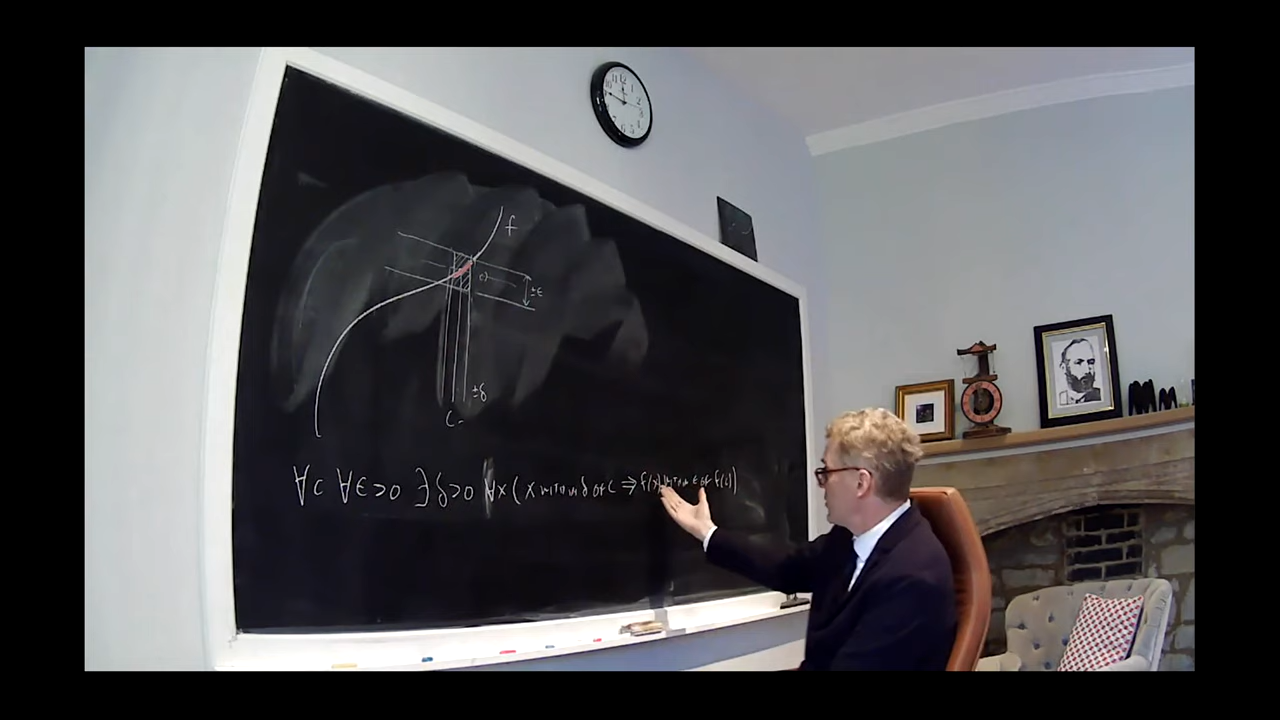 f
±ε
±δ
c
∀c ∀ε>0 ∃δ>0 ∀x(x within δ of c ⇒ f(x) within ε of f(c))